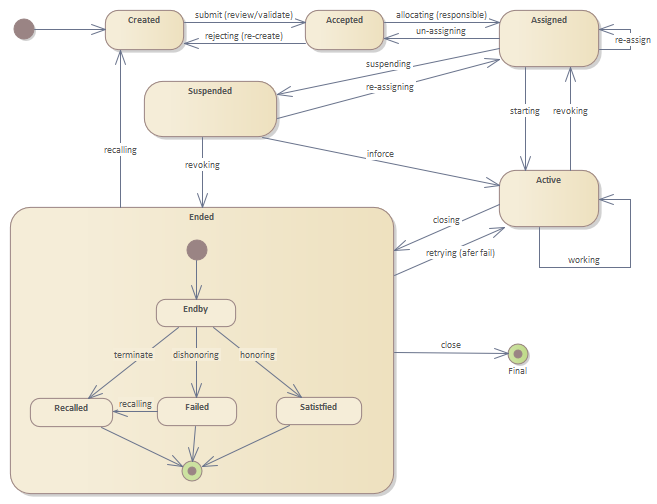 Created
submit (review/validate)
Accepted
allocating (responsible)
Assigned
rejecting (re-create)
un-assigning
re-assign
suspending
Suspended
re-assigning
starting
revoking
recalling
revoking
inforce
Active
Ended
closing
retrying (afer fail)
working
Endby
close
terminate
dishonoring
honoring
Final
Recalled
recalling
Failed
Satistfied